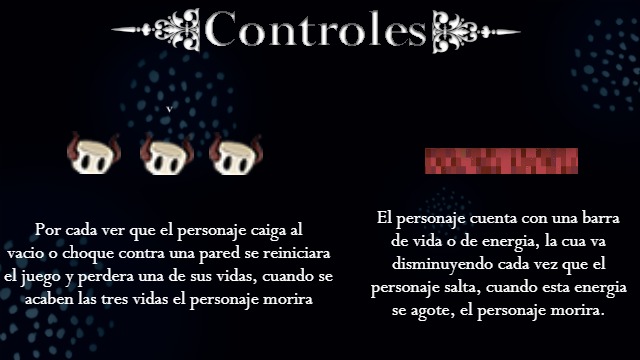 Controles
v
Por cada ver que el personaje caiga al
vacio o choque contra una pared se reiniciara
el juego y perdera una de sus vidas, cuando se
acaben las tres vidas el personaje morira
El personaje cuenta con una barra
de vida o de energia, la cua va
disminuyendo cada vez que el
personaje salta, cuando esta energia
se agote, el personaje morira.